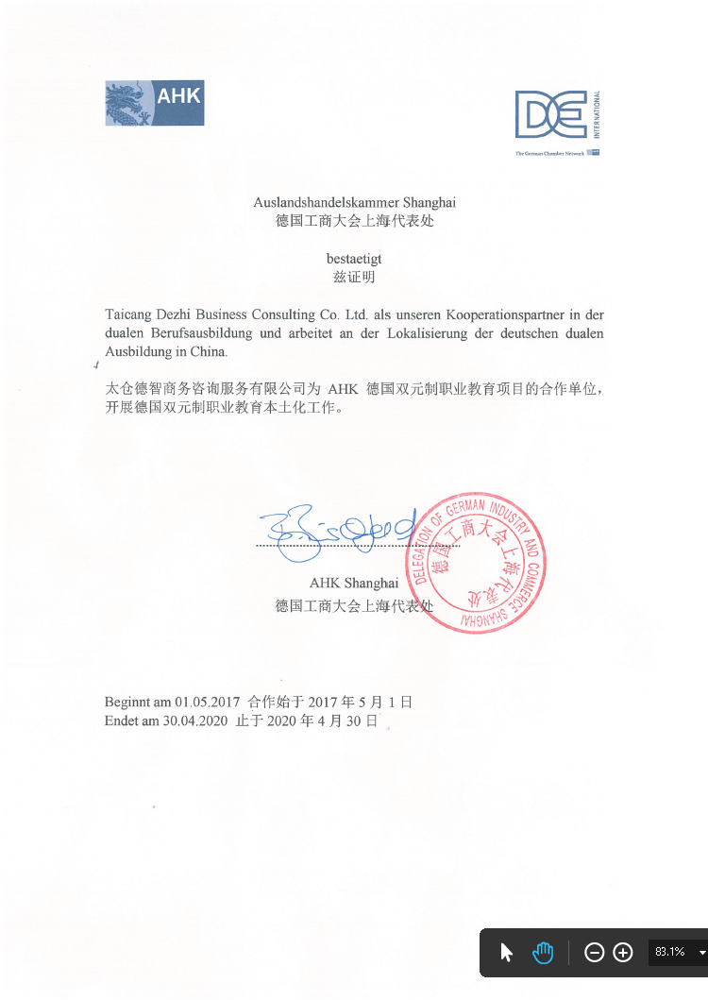 AHK
DE INTERNATIONAL
The German Chamber Network
Auslandshandelskammer Shanghai
德国工商大会上海代表处
bestaetigt
兹证明
Taicang Dezhi Business Consulting Co. Ltd. als unseren Kooperationspartner in der
dualen Berufsausbildung und arbeitet an der Lokalisierung der deutschen dualen
Ausbildung in China.
太仓德智商务咨询服务有限公司为 AHK 德国双元制职业教育项目的合作单位，
开展德国双元制职业教育本土化工作。
DELEGATION OF GERMAN INDUSTRY AND COMMERCE SHANGHAI
德国工商大会上海代表处
AHK Shanghai
德国工商大会上海代表处
Beginnt am 01.05.2017 合作始于 2017 年 5 月 1 日
Endet am 30.04.2020 止于 2020 年 4 月 30 日
83.1%